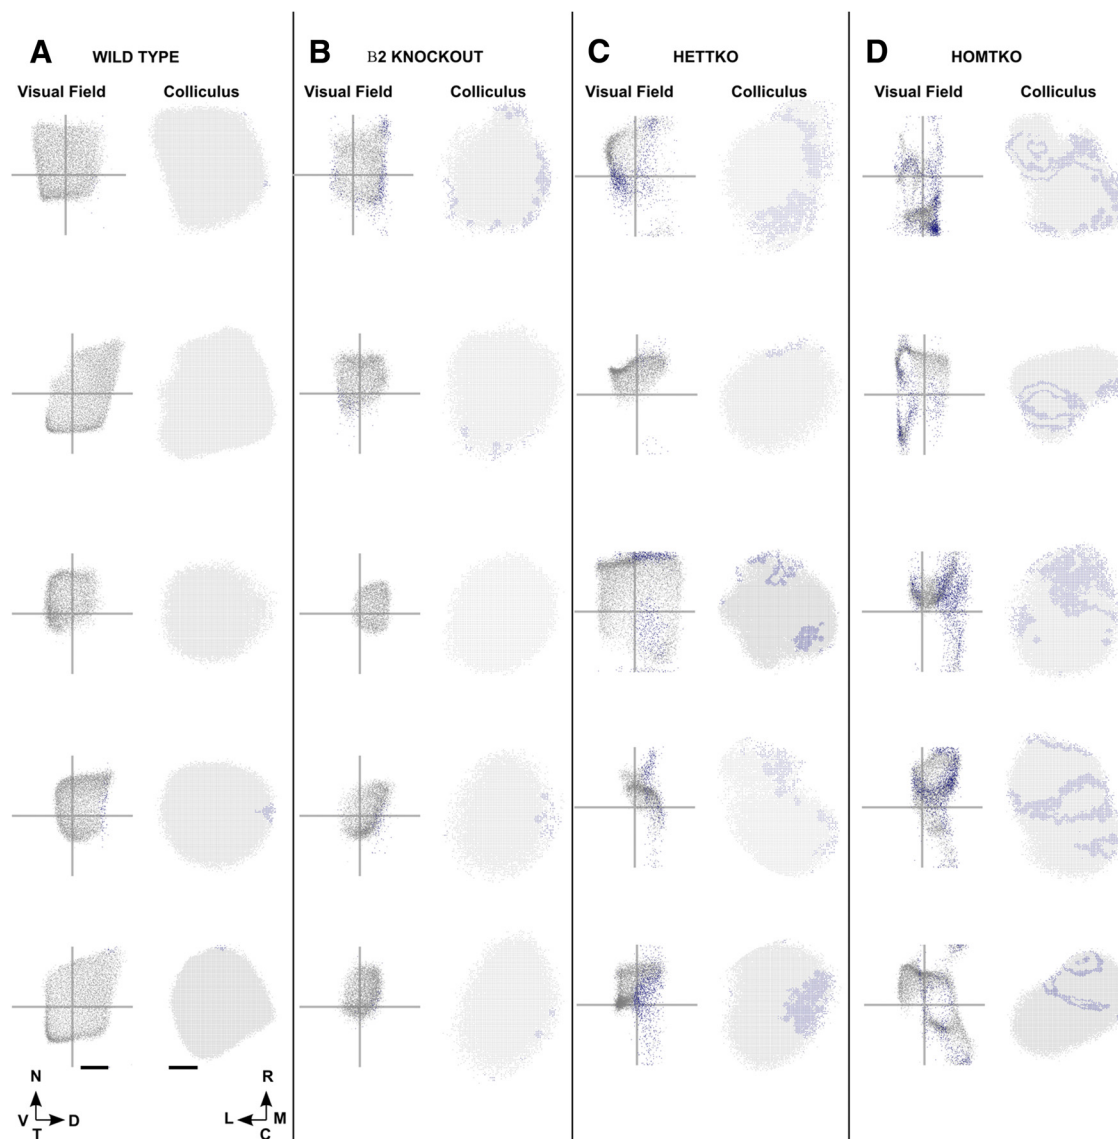 A WILD TYPE
Visual Field Colliculus
B B2 KNOCKOUT
Visual Field Colliculus
C HETTKO
Visual Field Colliculus
D HOMTKO
Visual Field Colliculus
N
V D
T
R
L M
C